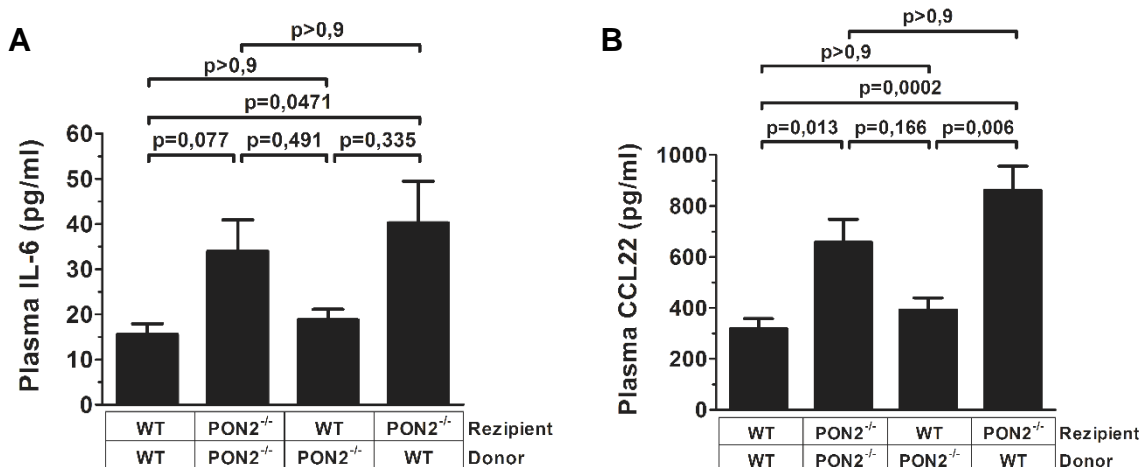 A
p>0,9
p>0,9
p=0,0471
p=0,077 p=0,491 p=0,335
Plasma IL-6 (pg/ml)
60
50
40
30
20
10
0
WT PON2-/- WT PON2-/- Rezipient
WT PON2-/- PON2-/- WT Donor
B
p>0,9
p>0,9
p=0,0002
p=0,013 p=0,166 p=0,006
Plasma CCL22 (pg/ml)
1000
800
600
400
200
0
WT PON2-/- WT PON2-/- Rezipient
WT PON2-/- PON2-/- WT Donor